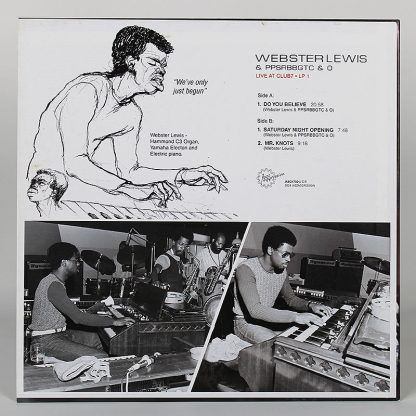 WEBSTER LEWIS
& PPSRBBGTC & O
LIVE AT CLUB7 • LP 1
"We've only
just begun"
Side A:
1. DO YOU BELIEVE 20:58
(Webster Lewis & PPSRBBGTC & O)
Side B:
1. SATURDAY NIGHT OPENING 7:48
(Webster Lewis & PPSRBBGTC & O)
2. MR. KNOTS 9:18
(Webster Lewis)
Webster Lewis -
Hammond C3 Organ,
Yamaha Electon and
Electric piano.